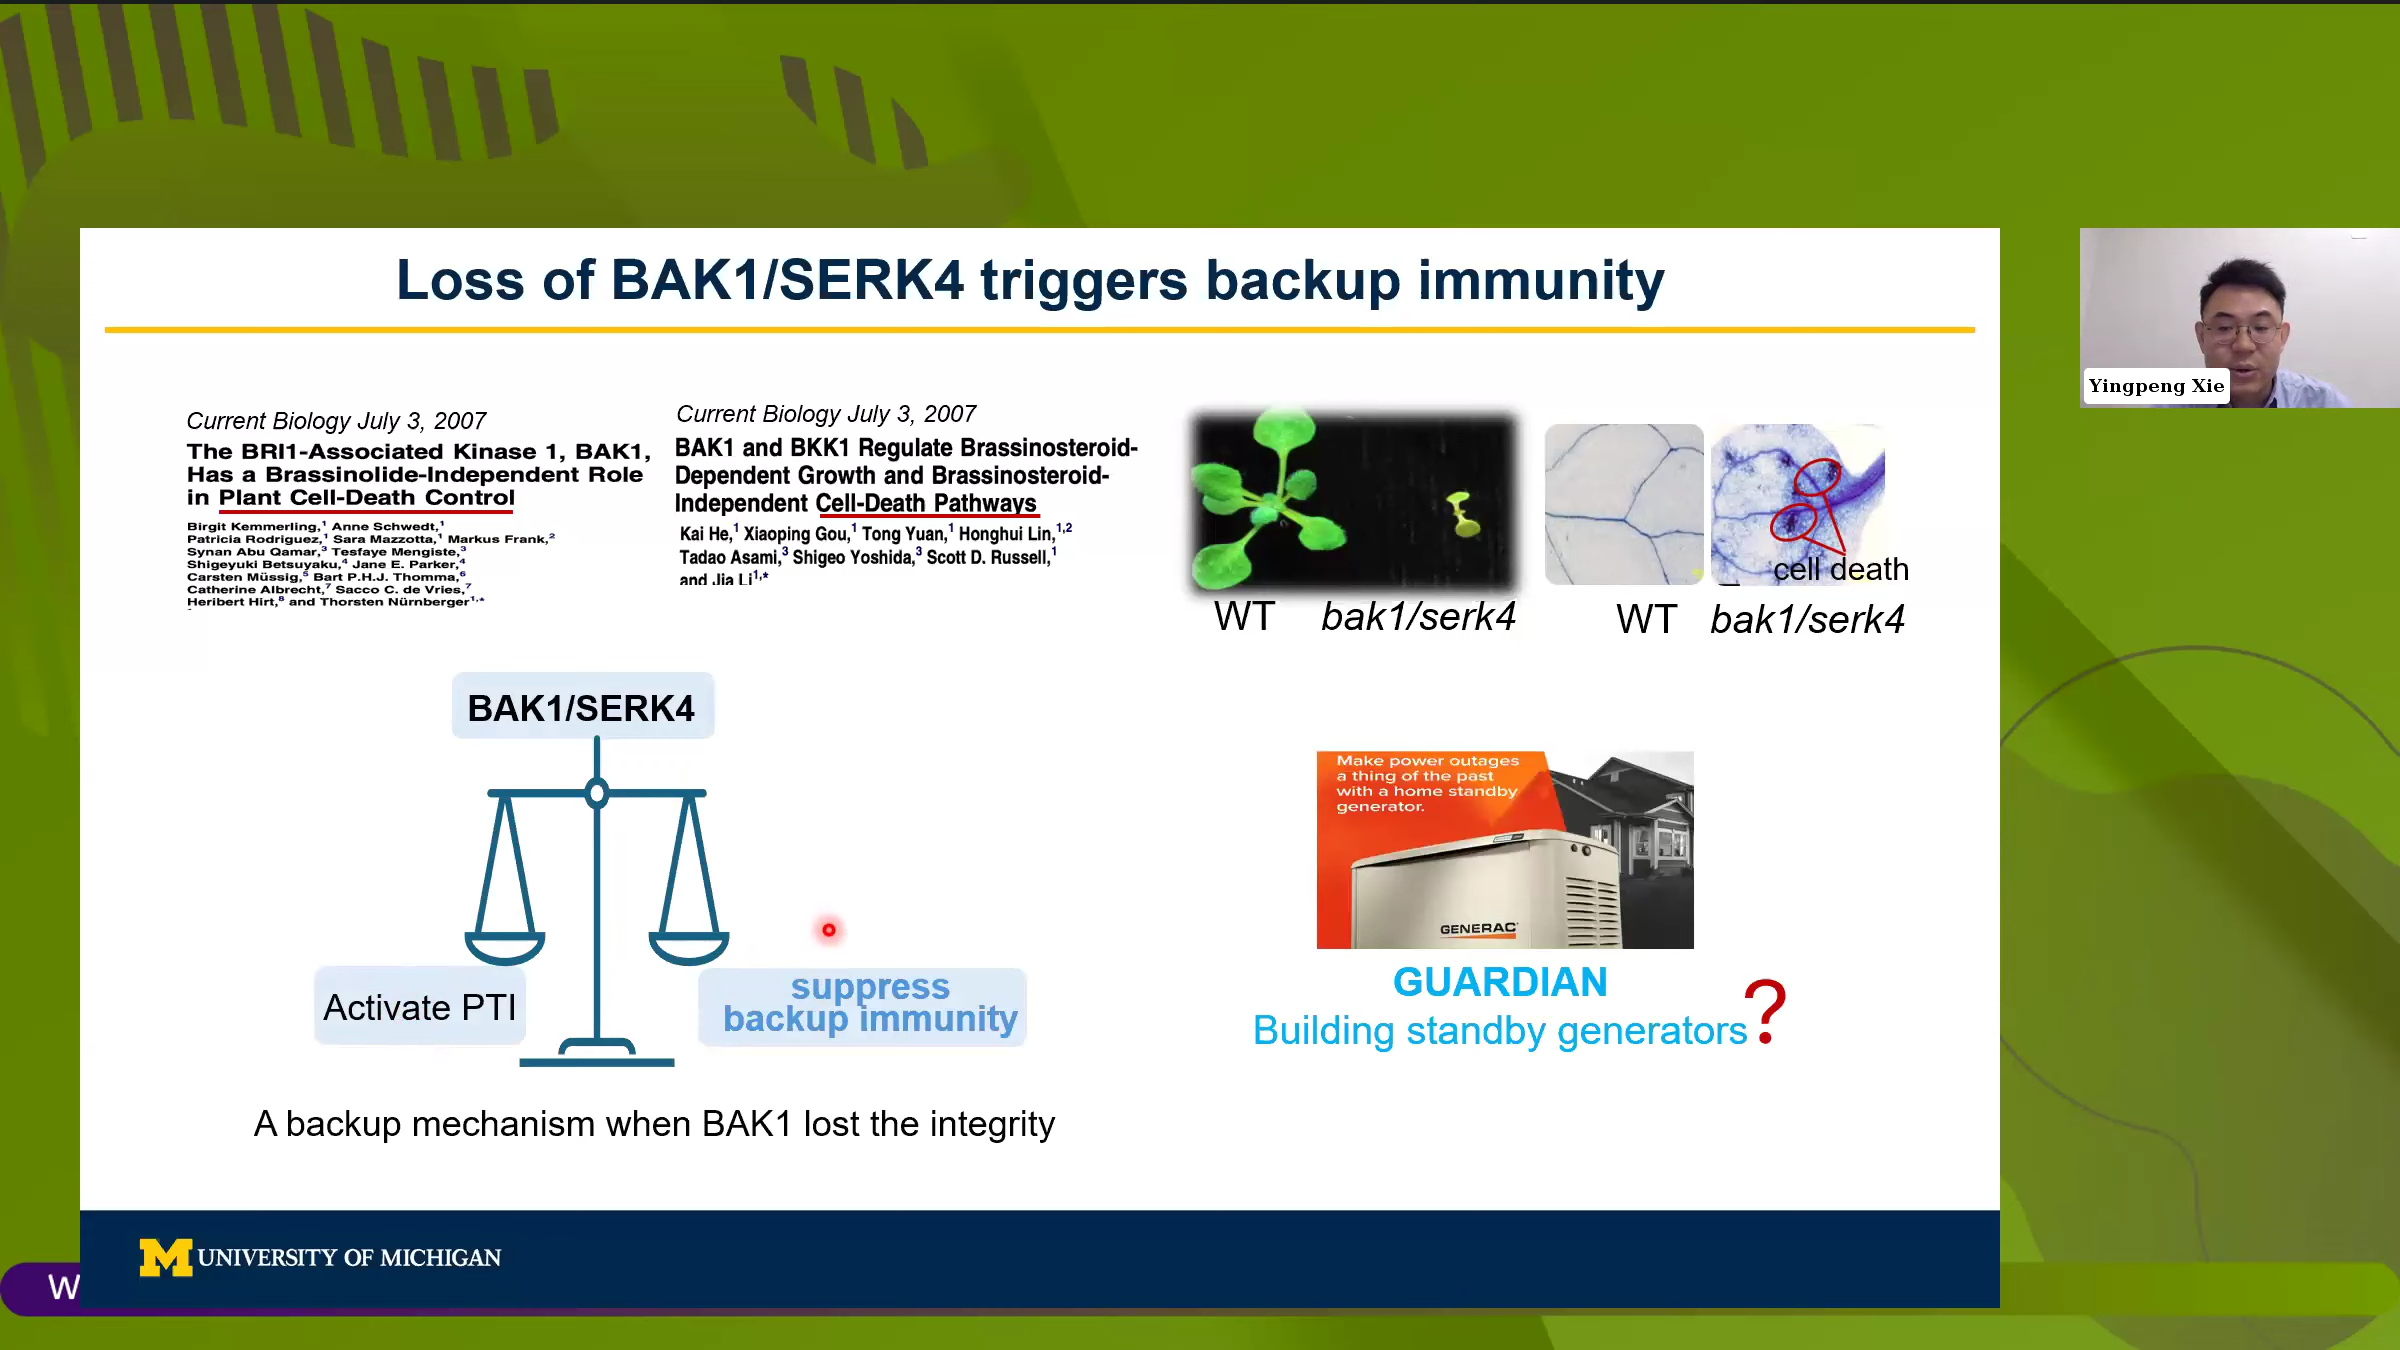 Loss of BAK1/SERK4 triggers backup immunity
Yingpeng Xie
Current Biology July 3, 2007
The BRI1-Associated Kinase 1, BAK1,
Has a Brassinolide-Independent Role
in Plant Cell-Death Control
Birgit Kemmerling,1 Anne Schwedt,1
Patricia Rodriguez,1 Sara Mazzotta,1 Markus Frank,2
Synan Abu Qamar,3 Tesfaye Mengiste,3
Shigeyuki Betsuyaku,4 Jane E. Parker,4
Carsten Müssig,5 Bart P.H.J. Thomma,6
Catherine Albrecht,7 Sacco C. de Vries,7
Heribert Hirt,8 and Thorsten Nürnberger1,*
Current Biology July 3, 2007
BAK1 and BKK1 Regulate Brassinosteroid-
Dependent Growth and Brassinosteroid-
Independent Cell-Death Pathways
Kai He,1 Xiaoping Gou,1 Tong Yuan,1 Honghui Lin,1,2
Tadao Asami,3 Shigeo Yoshida,3 Scott D. Russell,1
and Jia Li1,*
WT bak1/serk4
cell death
WT bak1/serk4
BAK1/SERK4
Activate PTI
suppress
backup immunity
A backup mechanism when BAK1 lost the integrity
Make power outages
a thing of the past
with a home standby
generator.
GENERAC
GUARDIAN
Building standby generators?
M UNIVERSITY OF MICHIGAN
W